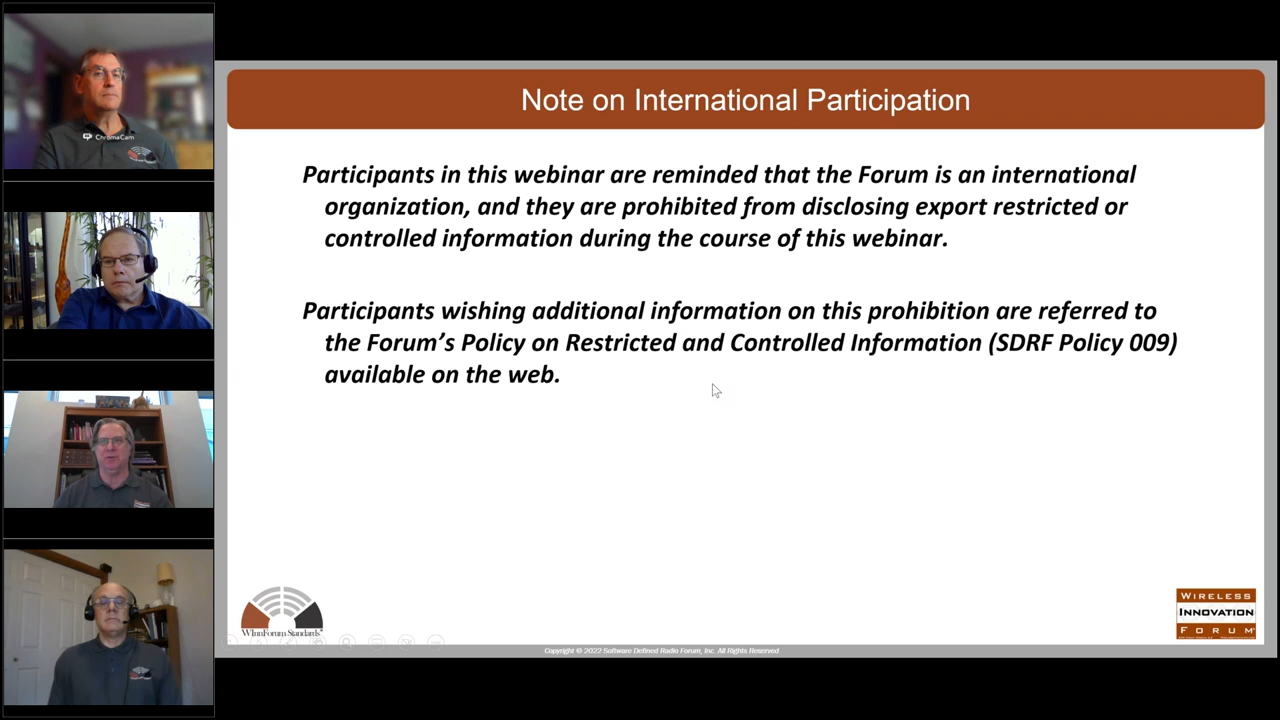 ChromaCam
Note on International Participation
Participants in this webinar are reminded that the Forum is an international
organization, and they are prohibited from disclosing export restricted or
controlled information during the course of this webinar.
Participants wishing additional information on this prohibition are referred to
the Forum's Policy on Restricted and Controlled Information (SDRF Policy 009)
available on the web.
WInnForum Standards
WIRELESS
INNOVATION
FORUM
Copyright © 2022 Software Defined Radio Forum, Inc. All Rights Reserved